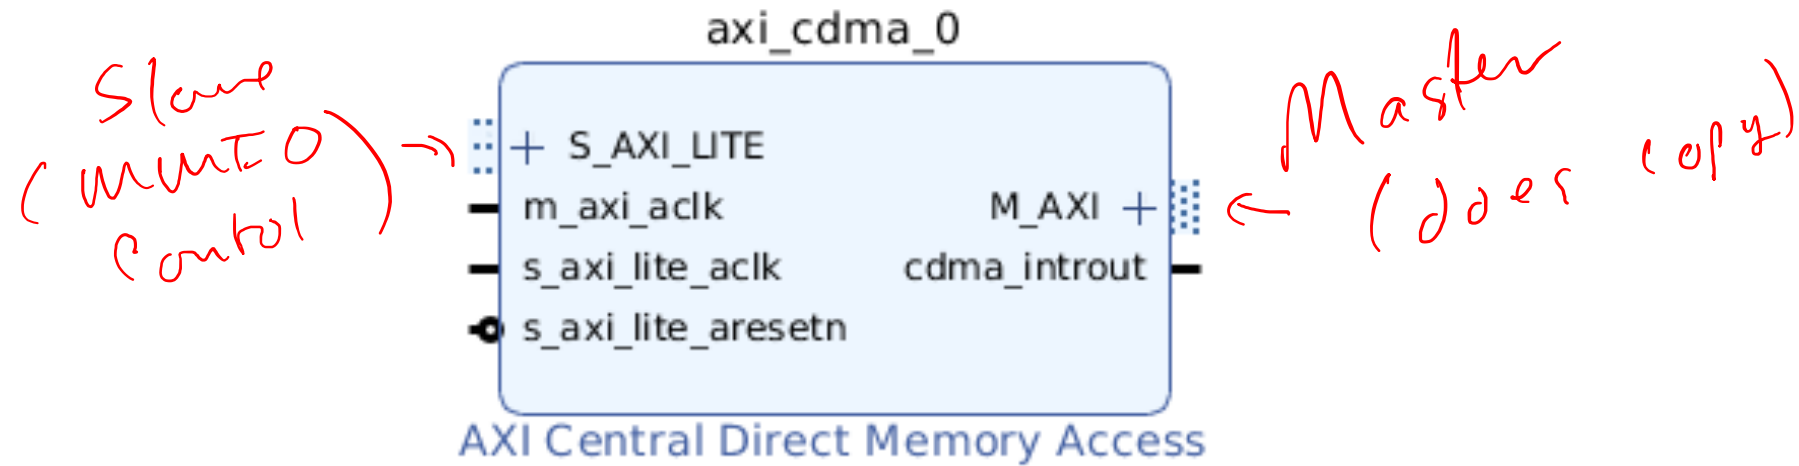 axi_cdma_0
Slave
(MMIO
Control)
S_AXI_LITE
m_axi_aclk
s_axi_lite_aclk
s_axi_lite_aresetn
M_AXI
cdma_introut
Master
(does copy)
AXI Central Direct Memory Access